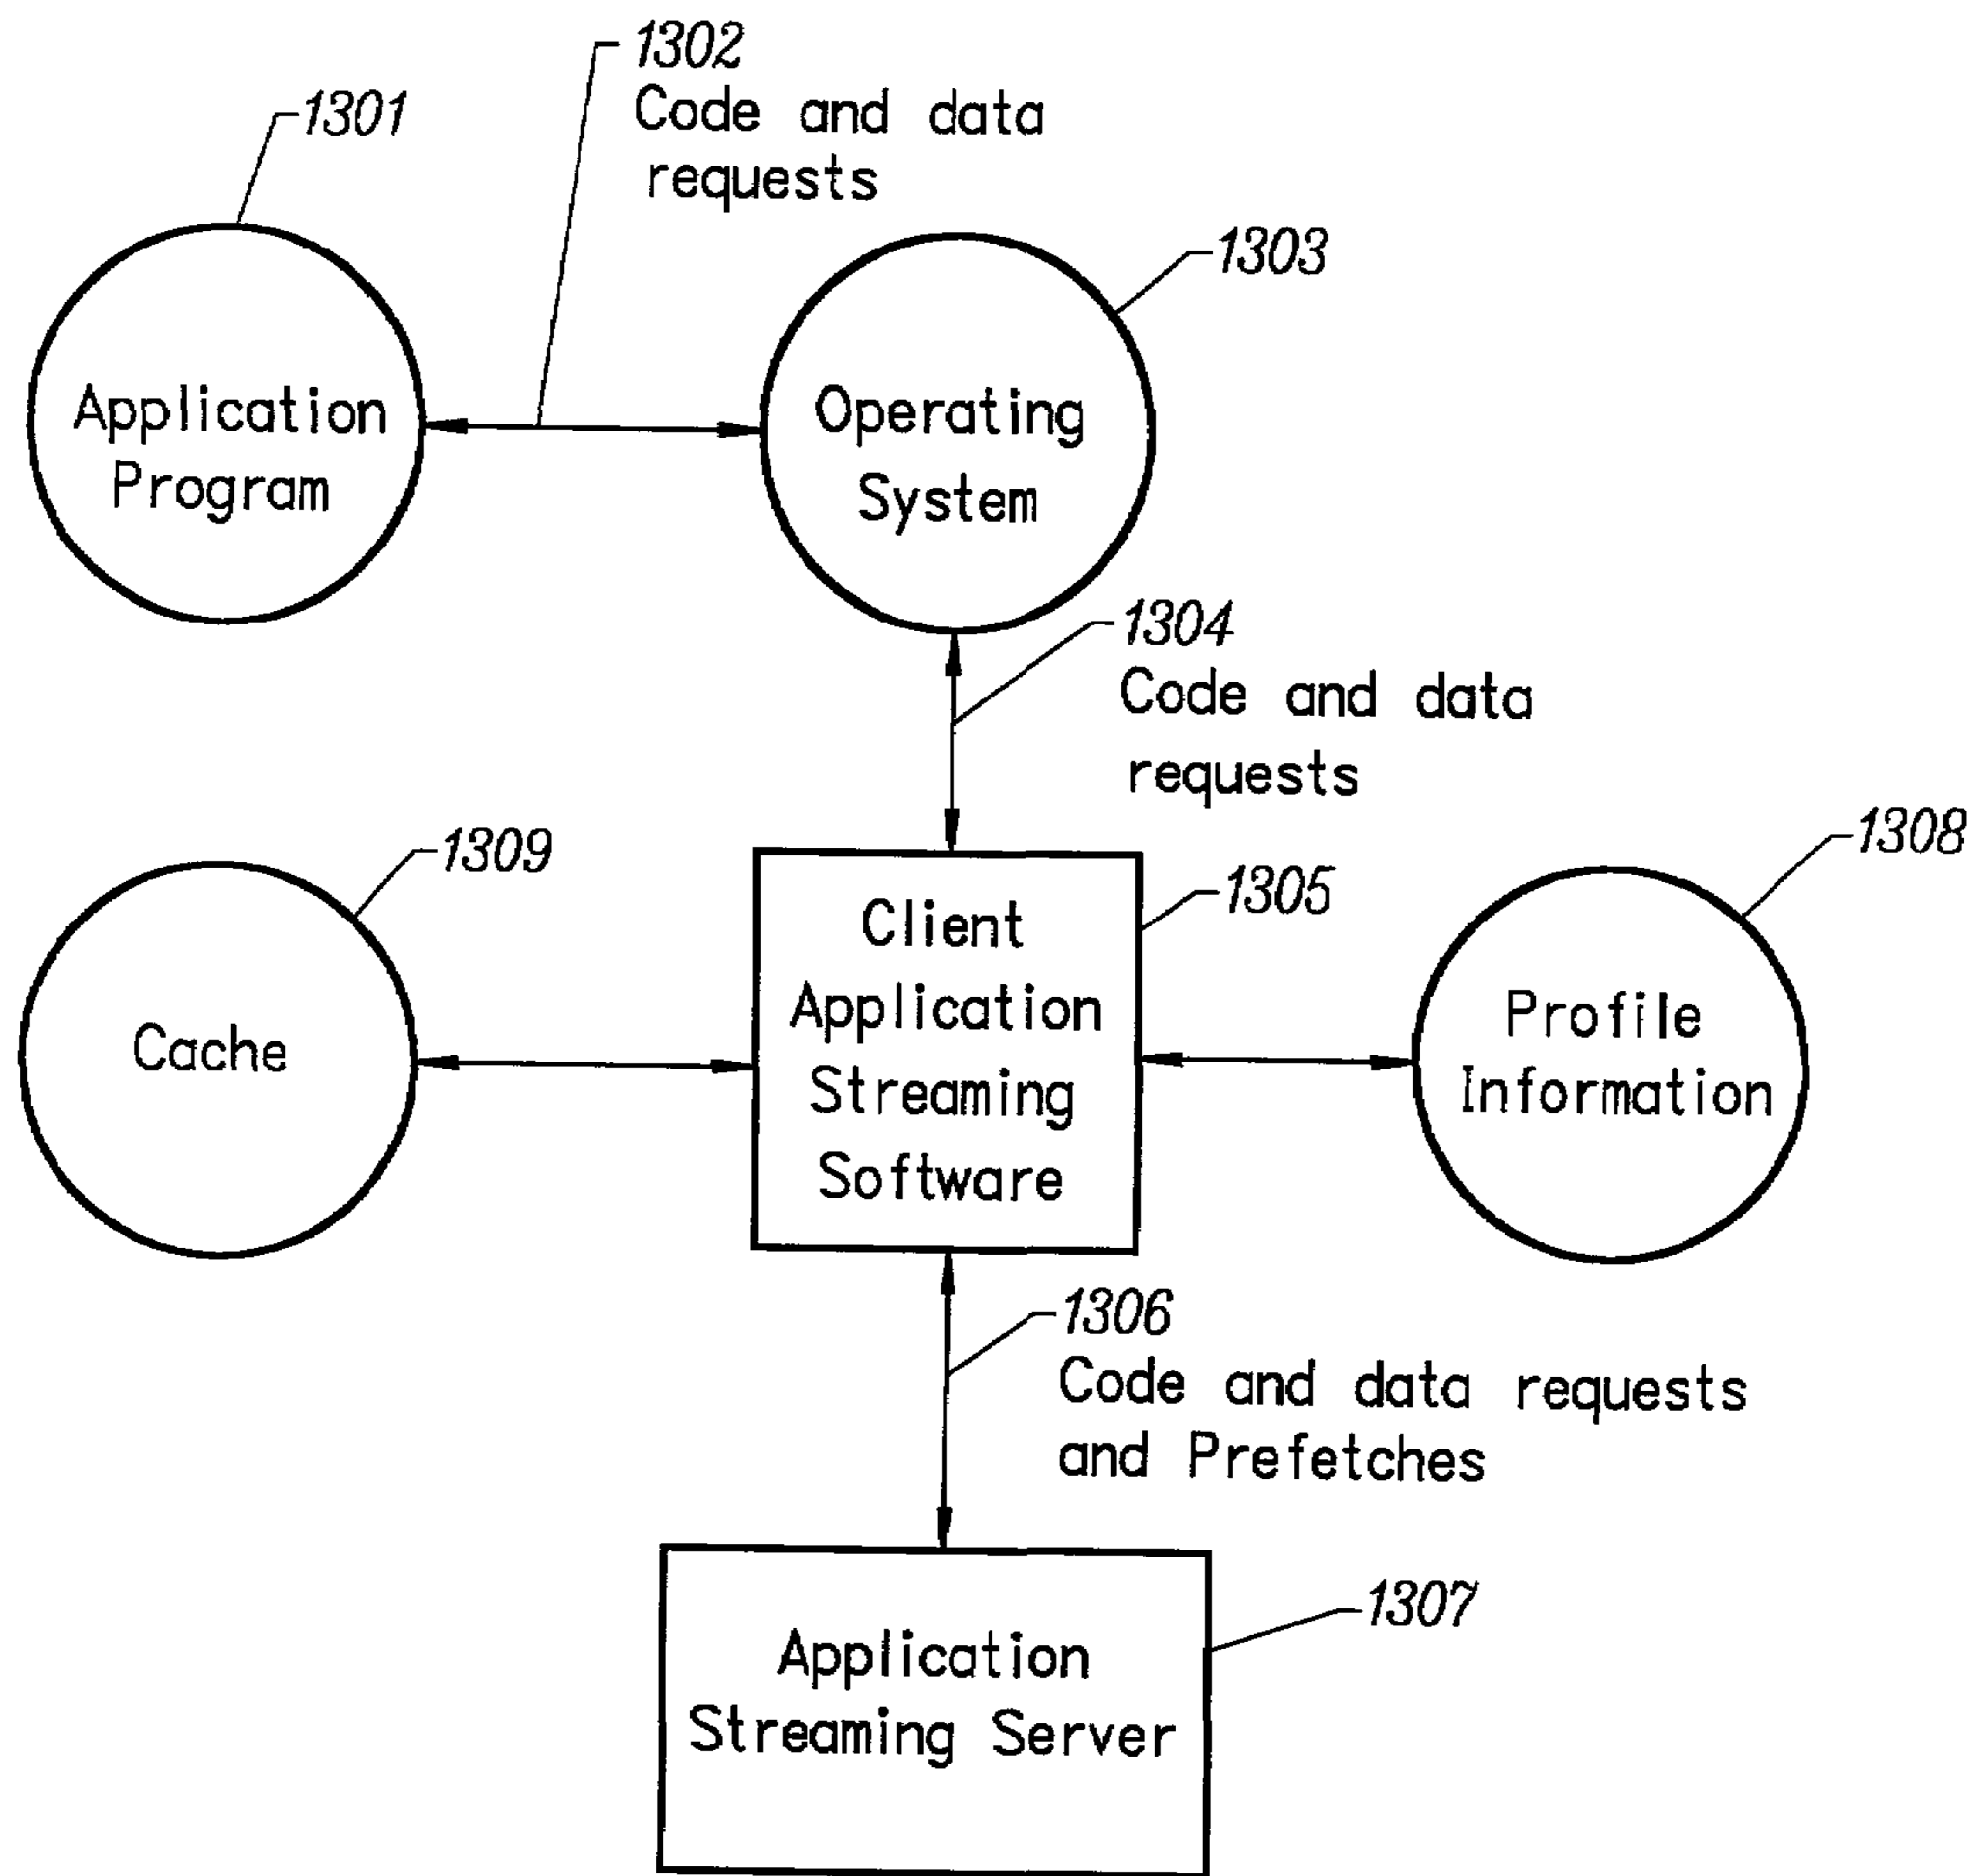 1302
Code and data
requests
1301
1303
Application
Program
Operating
System
1304
Code and data
requests
1309
1308
1305
Cache
Client
Application
Streaming
Software
Profile
Information
1306
Code and data requests
and Prefetches
1307
Application
Streaming Server